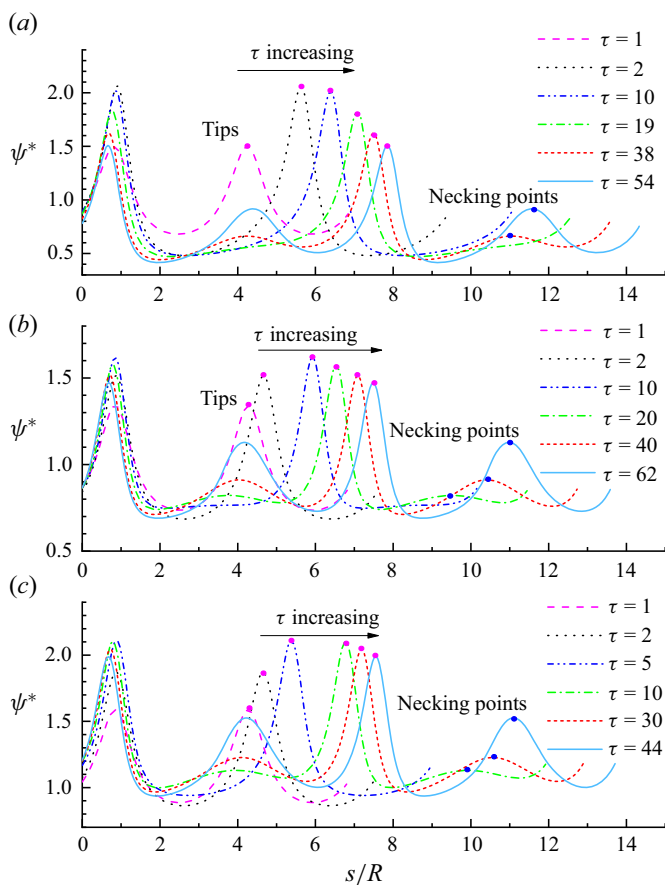 (a)
τ increasing
Tips
Necking points
τ = 1
τ = 2
τ = 10
τ = 19
τ = 38
τ = 54
ψ*
2.0
1.5
1.0
0.5
0 2 4 6 8 10 12 14
(b)
τ increasing
Tips
Necking points
τ = 1
τ = 2
τ = 10
τ = 20
τ = 40
τ = 62
ψ*
1.5
1.0
0.5
0 2 4 6 8 10 12 14
(c)
τ increasing
Necking points
τ = 1
τ = 2
τ = 5
τ = 10
τ = 30
τ = 44
ψ*
2.0
1.5
1.0
0 2 4 6 8 10 12 14
s/R